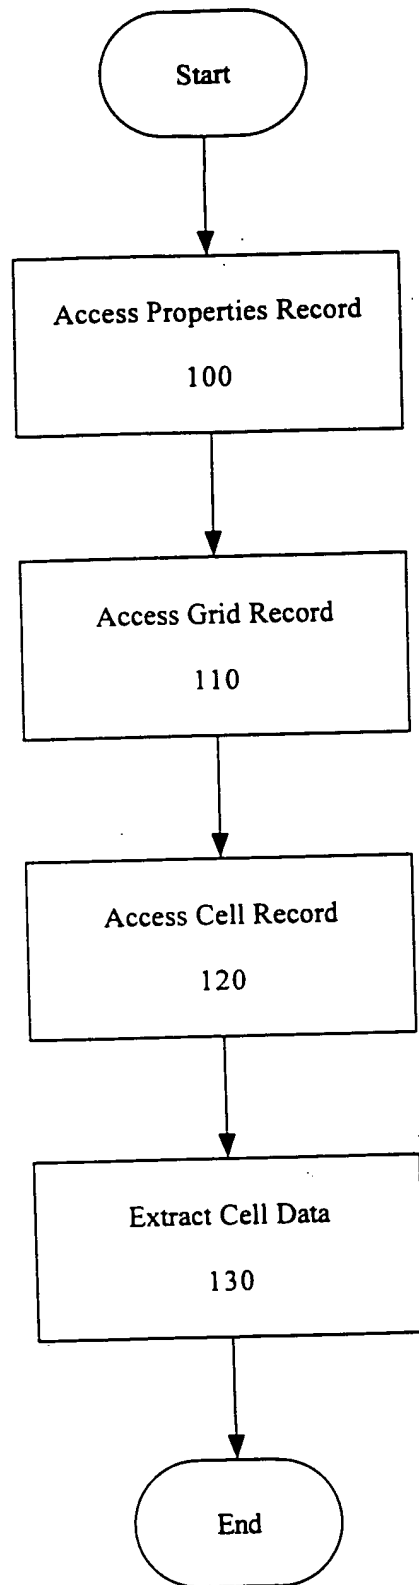 Start
Access Properties Record
100
Access Grid Record
110
Access Cell Record
120
Extract Cell Data
130
End